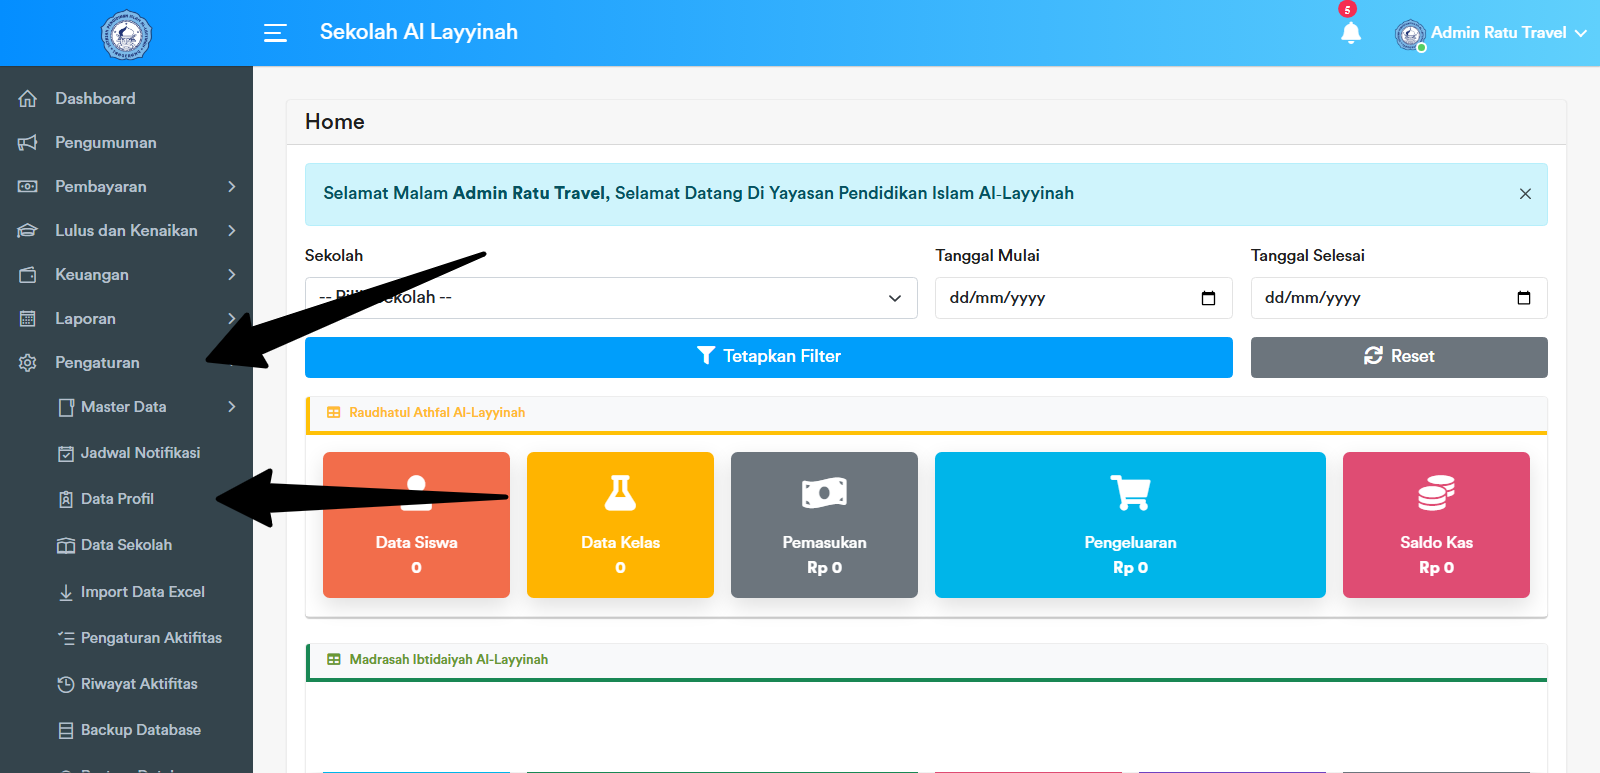 Sekolah Al Layyinah
5
Admin Ratu Travel
Dashboard
Pengumuman
Pembayaran
Lulus dan Kenaikan
Keuangan
Laporan
Pengaturan
Master Data
Jadwal Notifikasi
Data Profil
Data Sekolah
Import Data Excel
Pengaturan Aktifitas
Riwayat Aktifitas
Backup Database
Home
Selamat Malam Admin Ratu Travel, Selamat Datang Di Yayasan Pendidikan Islam Al-Layyinah
Sekolah
Tanggal Mulai
Tanggal Selesai
-- Pilih Sekolah --
dd/mm/yyyy
dd/mm/yyyy
Tetapkan Filter
Reset
Raudhatul Athfal Al-Layyinah
Data Siswa
0
Data Kelas
0
Pemasukan
Rp 0
Pengeluaran
Rp 0
Saldo Kas
Rp 0
Madrasah Ibtidaiyah Al-Layyinah